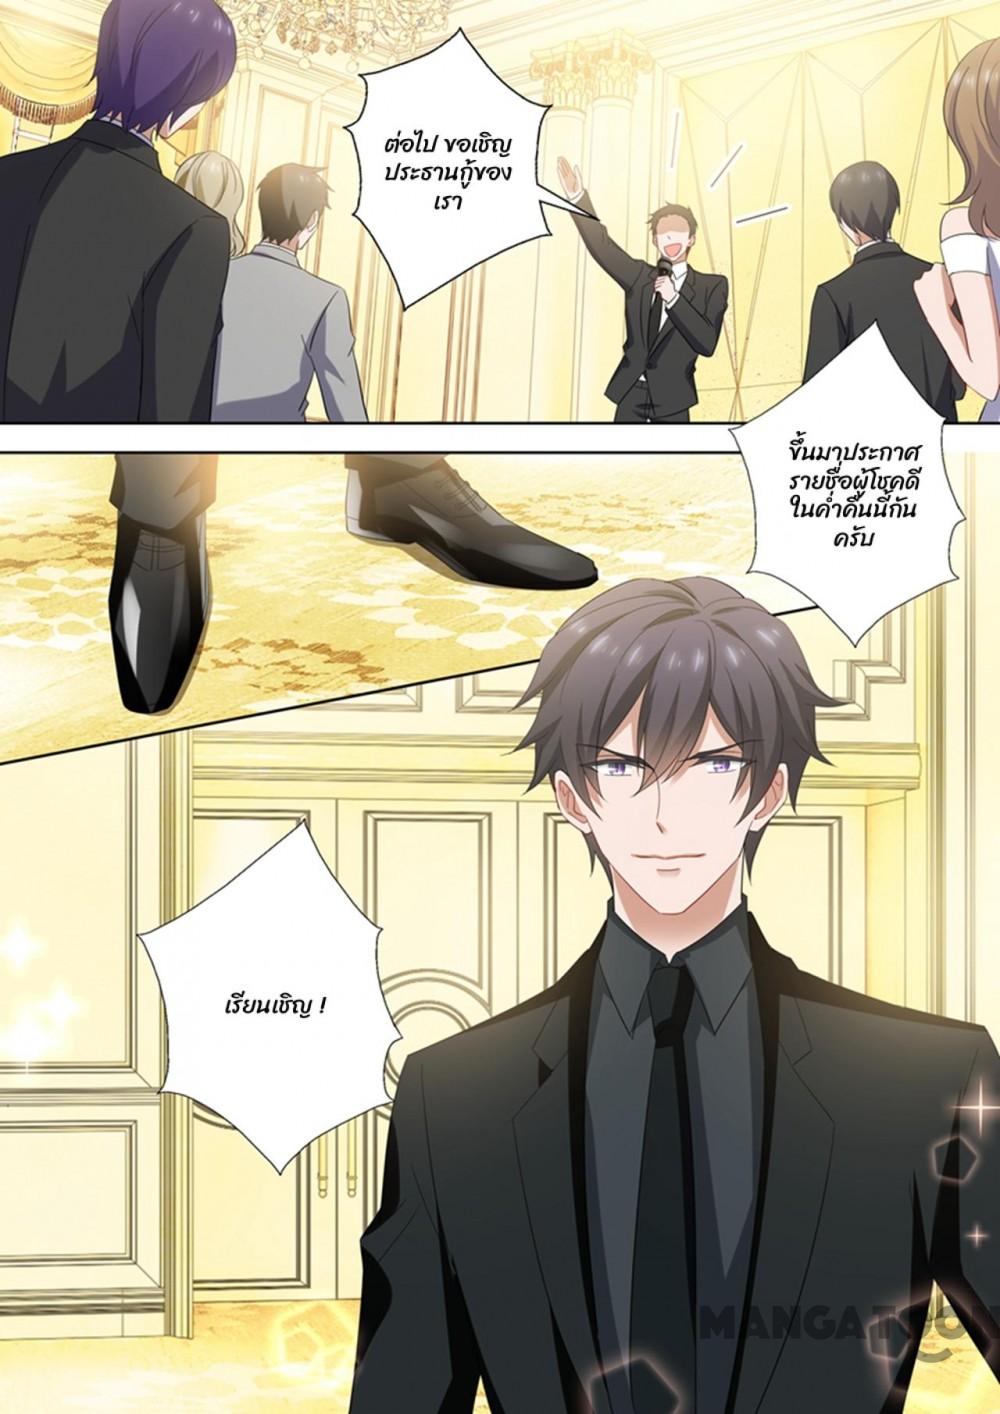 ต่อไป ขอเชิญ
ประธานกู้ของ
เรา
ขึ้นมาประกาศ
รายชื่อผู้โชคดี
ในค่ำคืนนี้กัน
ครับ
เรียนเชิญ !
MANGATOON